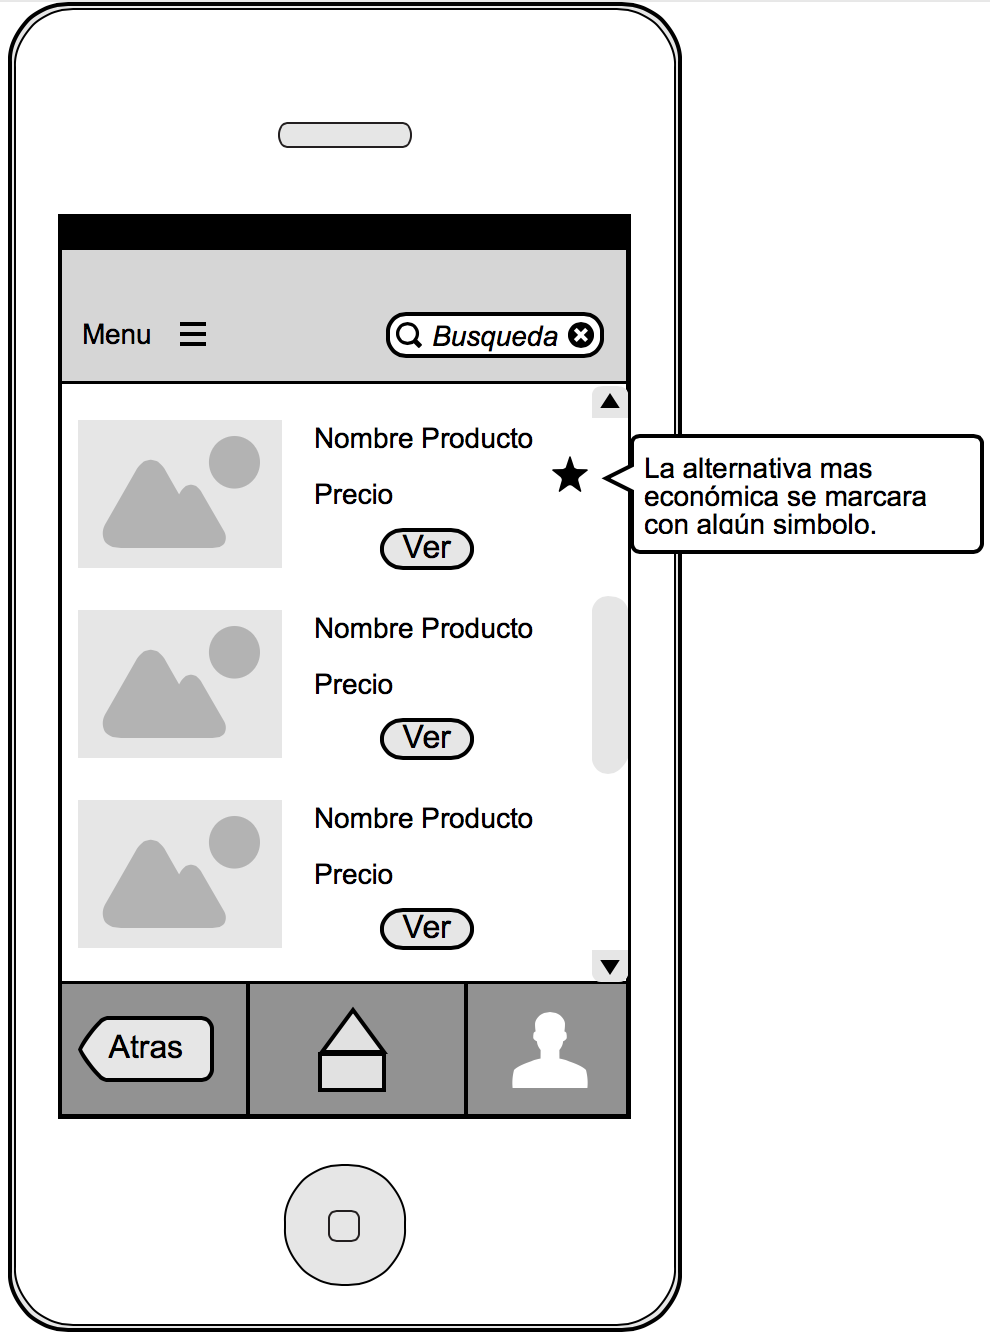 Menu
Busqueda
Nombre Producto
Precio
Ver
La alternativa mas
económica se marcara
con algún simbolo.
Nombre Producto
Precio
Ver
Nombre Producto
Precio
Ver
Atras